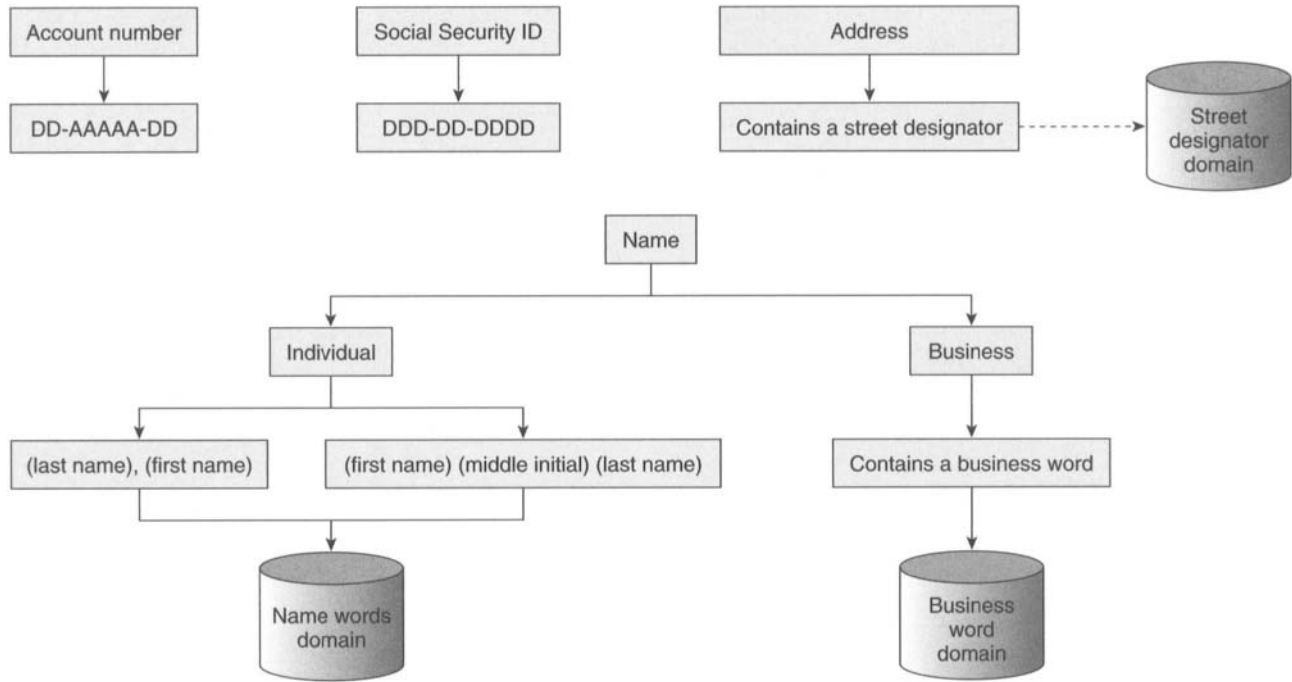 Account number
Social Security ID
Address
DD-AAAAA-DD
DDD-DD-DDDD
Contains a street designator
Street
designator
domain
Name
Individual
Business
(last name), (first name)
(first name) (middle initial) (last name)
Contains a business word
Name words
domain
Business
word
domain